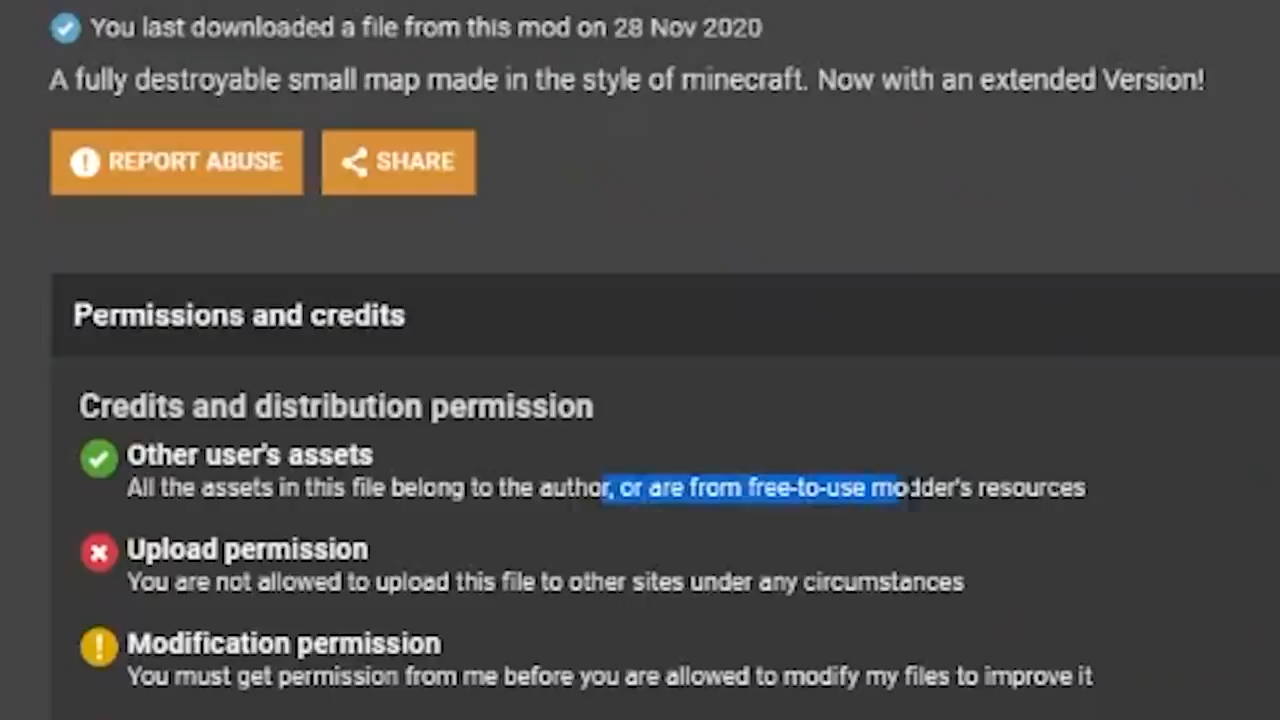 You last downloaded a file from this mod on 28 Nov 2020
A fully destroyable small map made in the style of minecraft. Now with an extended Version!
REPORT ABUSE
SHARE
Permissions and credits
Credits and distribution permission
Other user's assets
All the assets in this file belong to the author, or are from free-to-use modder's resources
Upload permission
You are not allowed to upload this file to other sites under any circumstances
Modification permission
You must get permission from me before you are allowed to modify my files to improve it